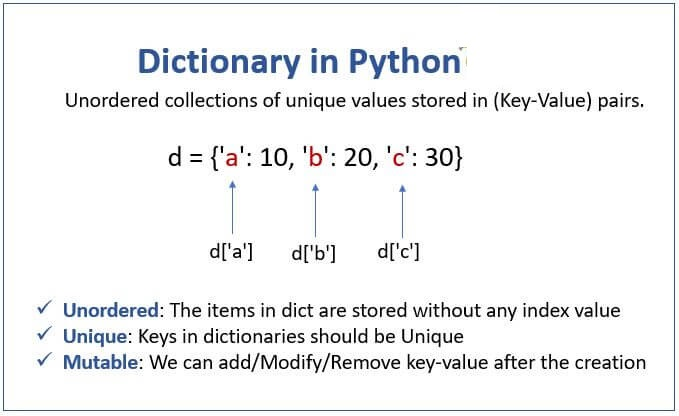 Dictionary in Python
Unordered collections of unique values stored in (Key-Value) pairs.
d = {'a': 10, 'b': 20, 'c': 30}
d['a'] d['b'] d['c']
✓ Unordered: The items in dict are stored without any index value
✓ Unique: Keys in dictionaries should be Unique
✓ Mutable: We can add/Modify/Remove key-value after the creation